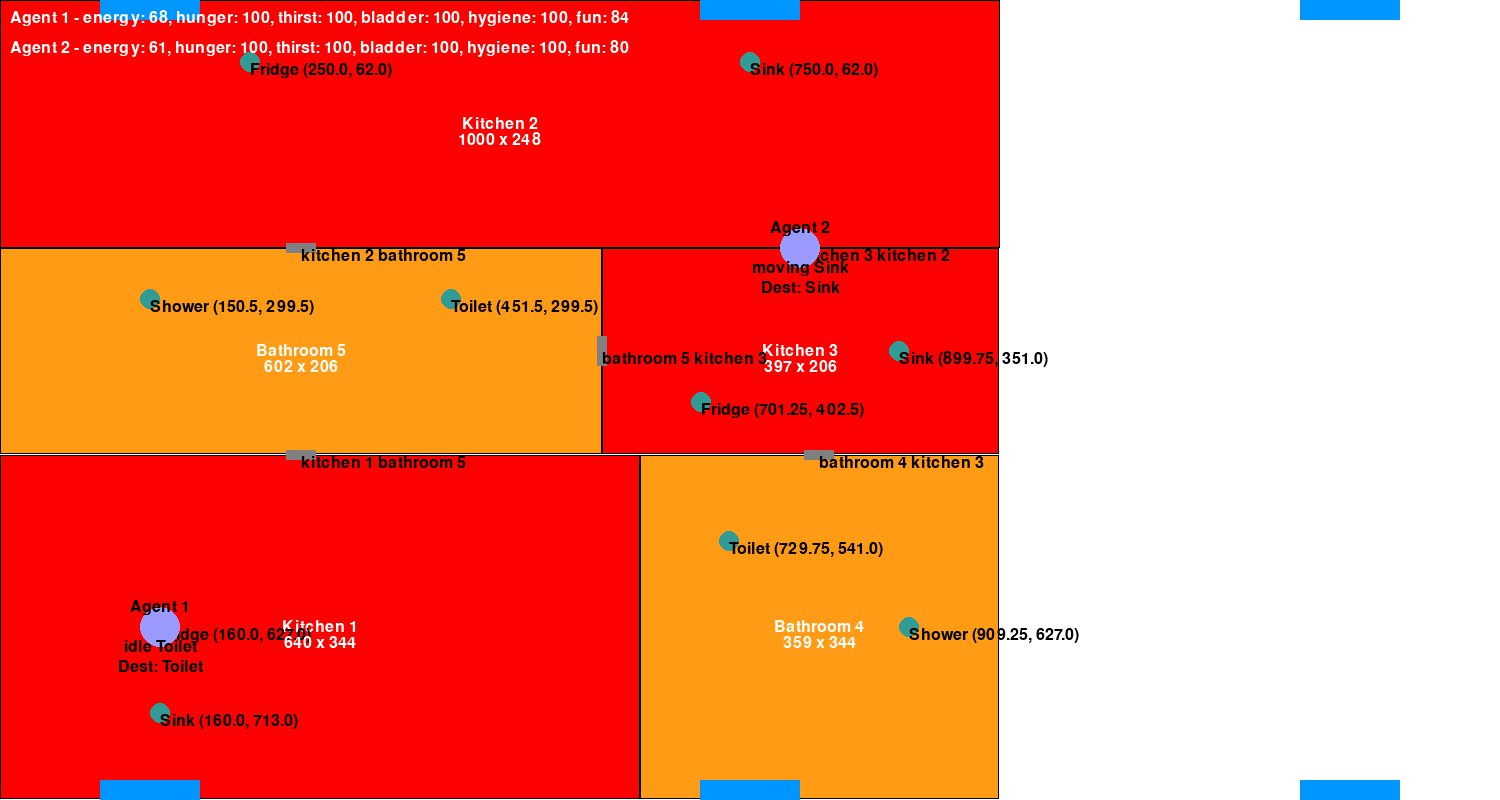 Agent 1 - energy: 68, hunger: 100, thirst: 100, bladder: 100, hygiene: 100, fun: 84
Agent 2 - energy: 61, hunger: 100, thirst: 100, bladder: 100, hygiene: 100, fun: 80
Fridge (250.0, 62.0)
Sink (750.0, 62.0)
Kitchen 2
1000 x 248
Agent 2
kitchen 2 bathroom 5
chen 3 kitchen 2
moving Sink
Dest: Sink
Shower (150.5, 299.5)
Toilet (451.5, 299.5)
Bathroom 5
602 x 206
bathroom 5 kitchen 3
Kitchen 3
397 x 206
Sink (899.75, 351.0)
Fridge (701.25, 402.5)
kitchen 1 bathroom 5
bathroom 4 kitchen 3
Toilet (729.75, 541.0)
Agent 1
dge (160.0, 627.0)
Kitchen 1
640 x 344
idle Toilet
Dest: Toilet
Bathroom 4
359 x 344
Shower (909.25, 627.0)
Sink (160.0, 713.0)